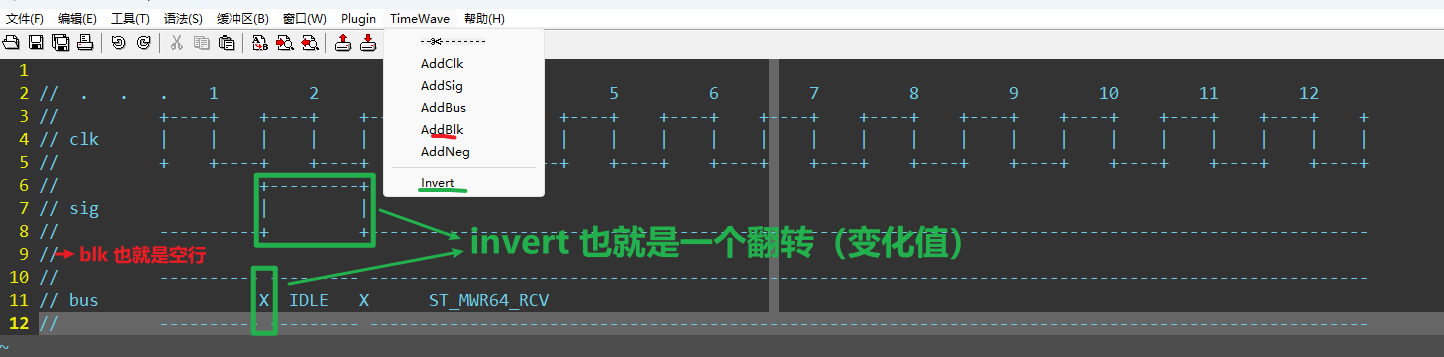 文件(F) 编辑(E) 工具(T) 语法(S) 缓冲区(B) 窗口(W) Plugin TimeWave 帮助(H)
--✂--------
AddClk
AddSig
AddBus
AddBlk
AddNeg
Invert
1
2 // . . . 1 2 5 6 7 8 9 10 11 12
3 // +----+ +----+ +---- +----+ +----+ +----+ +----+ +----+ +----+ +----+ +----+ +
4 // clk | | | | | | | | | | | | | | | | | | | | | |
5 // + +----+ +----+ +----+ +----+ +----+ +----+ +----+ +----+ +----+ +----+
6 // +---------+
7 // sig | |
8 // ----------+ +----------------------------------------------------------------------------------------------------
9 // blk 也就是空行
invert 也就是一个翻转（变化值）
10 // ---------- --------- ----------------------------------------------------------------------------------------------------
11 // bus X IDLE X ST_MWR64_RCV
12 // ---------- --------- ----------------------------------------------------------------------------------------------------
~